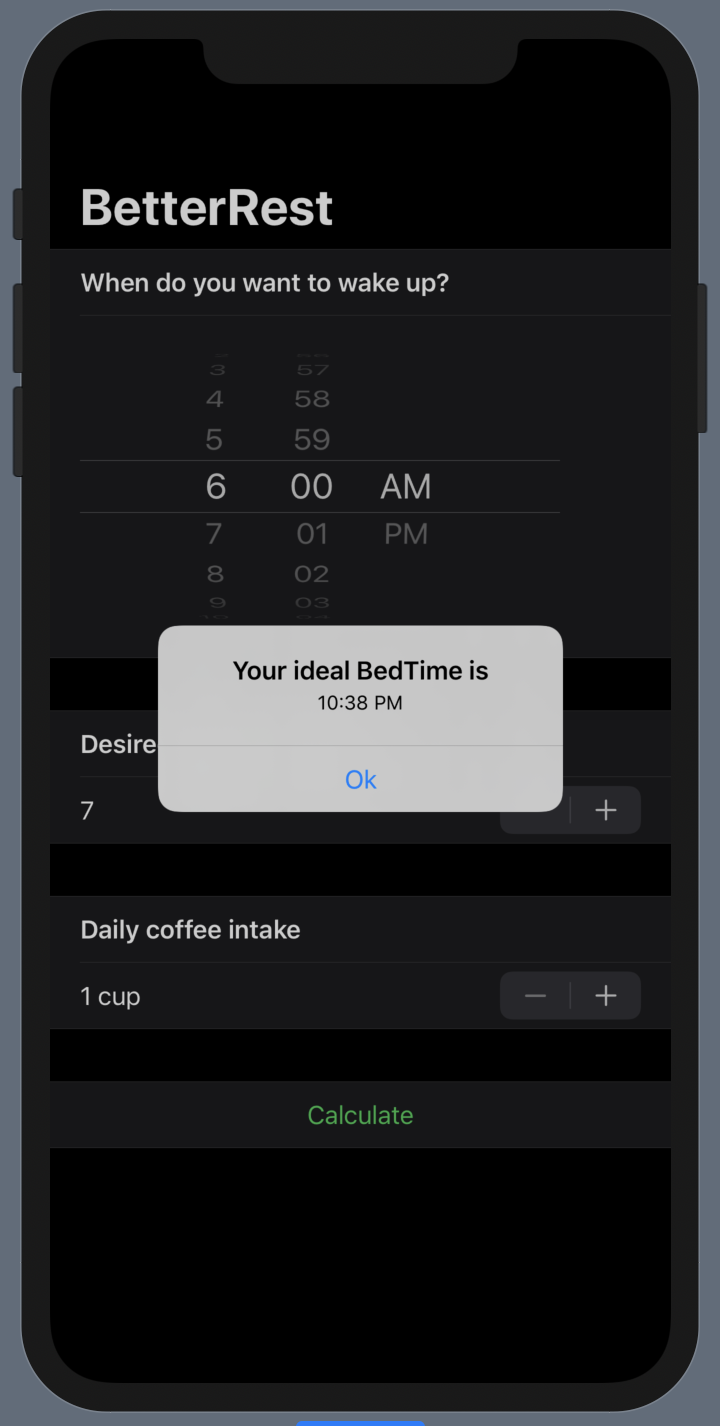 BetterRest
When do you want to wake up?
3 57
4 58
5 59
6 00 AM
7 01 PM
8 02
9 03
Your ideal BedTime is
10:38 PM
Desire
Ok
7 +
Daily coffee intake
1 cup − +
Calculate